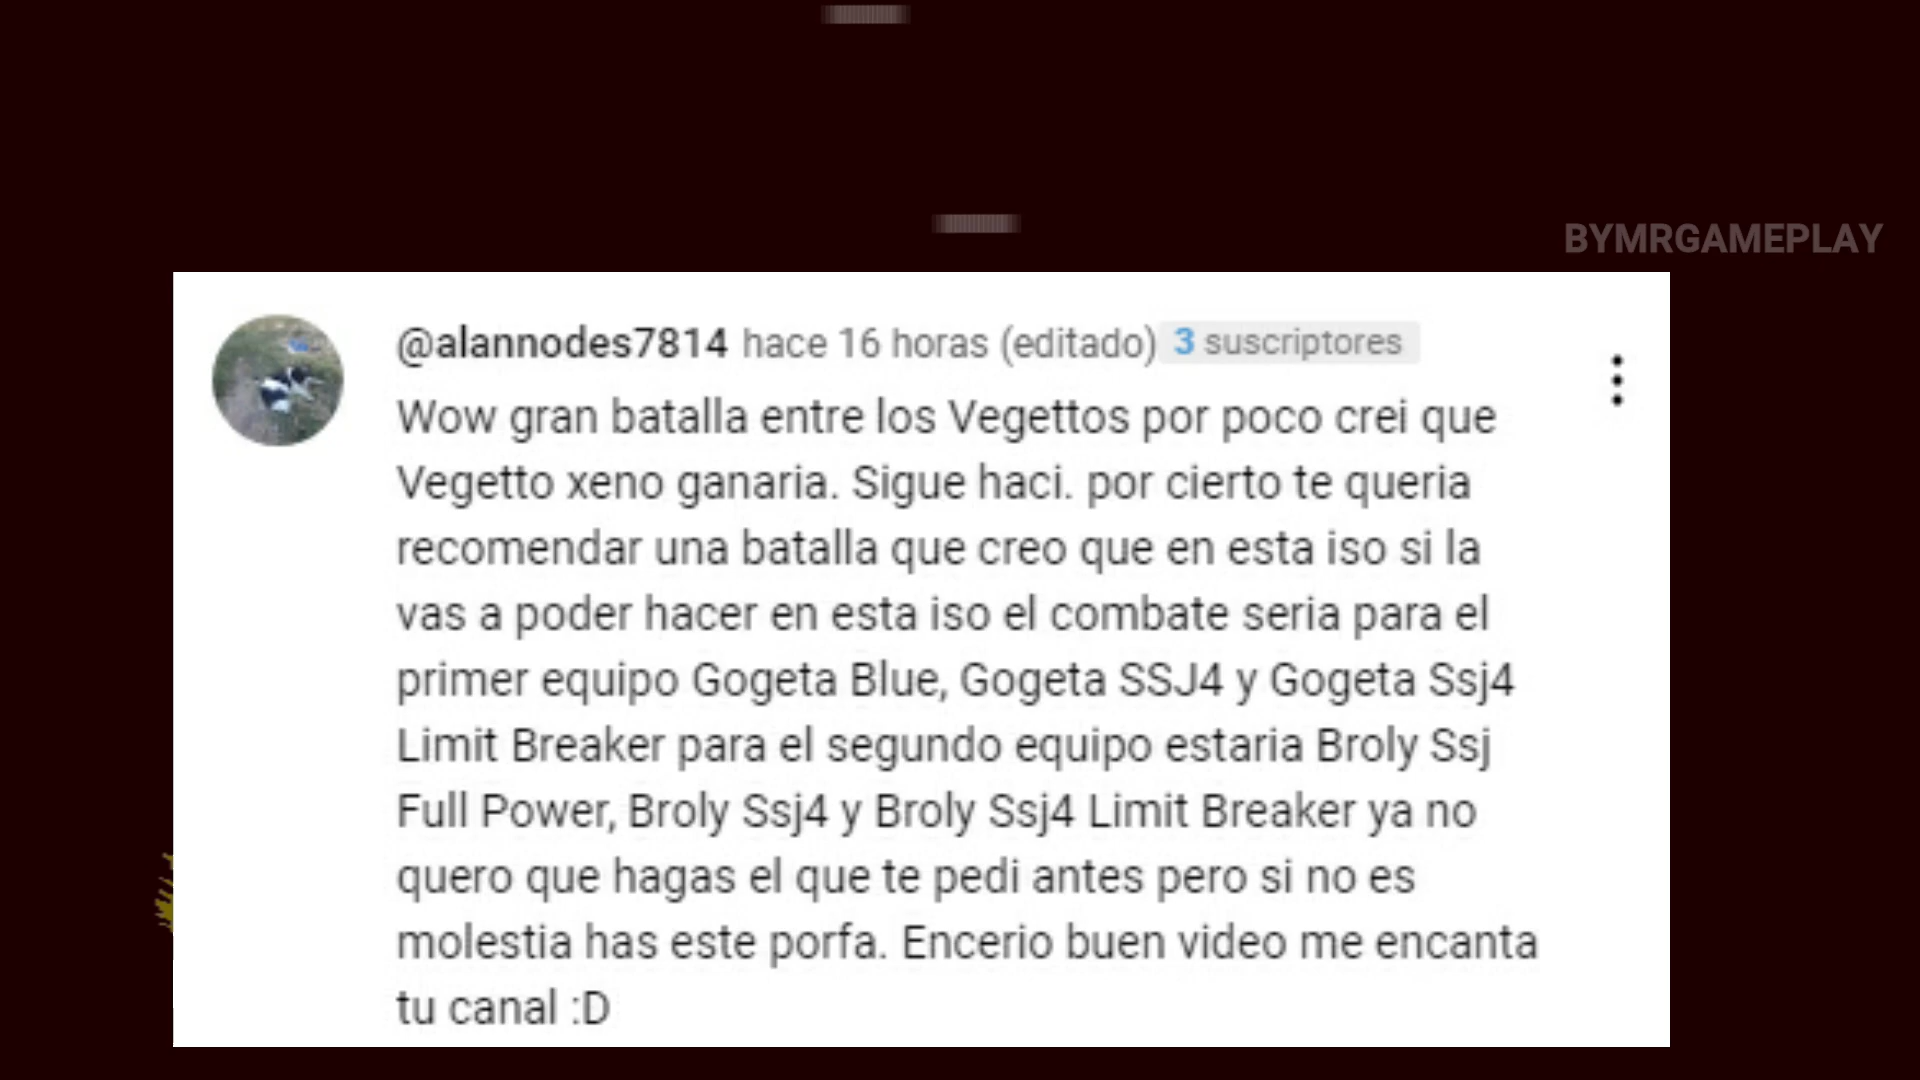 BYMRGAMEPLAY
@alannodes7814 hace 16 horas (editado) 3 suscriptores
Wow gran batalla entre los Vegettos por poco crei que
Vegetto xeno ganaria. Sigue haci. por cierto te queria
recomendar una batalla que creo que en esta iso si la
vas a poder hacer en esta iso el combate seria para el
primer equipo Gogeta Blue, Gogeta SSJ4 y Gogeta Ssj4
Limit Breaker para el segundo equipo estaria Broly Ssj
Full Power, Broly Ssj4 y Broly Ssj4 Limit Breaker ya no
quero que hagas el que te pedi antes pero si no es
molestia has este porfa. Encerio buen video me encanta
tu canal :D